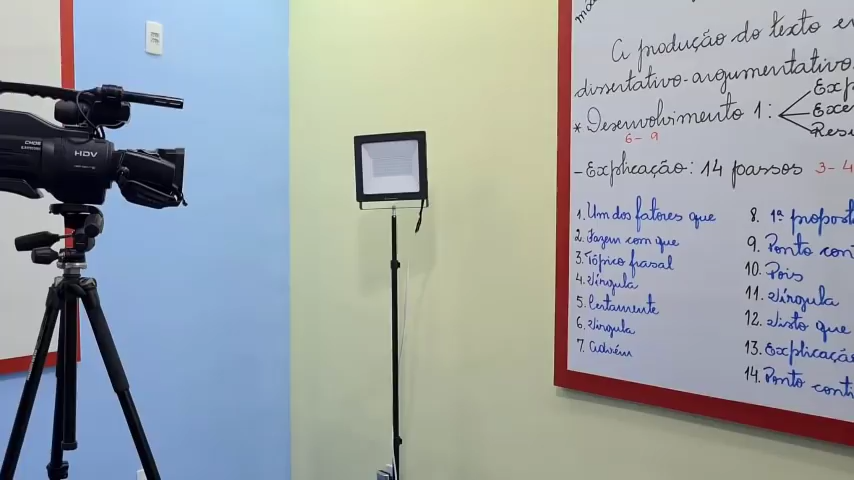 CMOS
HDV
A produção do texto
dissertativo-argumentativo
* Desenvolvimento 1:
6 - 9
- Explicação: 14 passos 3 - 4
1. Um dos fatores que
2. Fazem com que
3. Tópico frasal
4. Vírgula
5. Certamente
6. Vírgula
7. Advém
8. 1ª
9. Ponto
10. Pois
11. Vírgula
12. Visto que
13. Explicação
14. Ponto